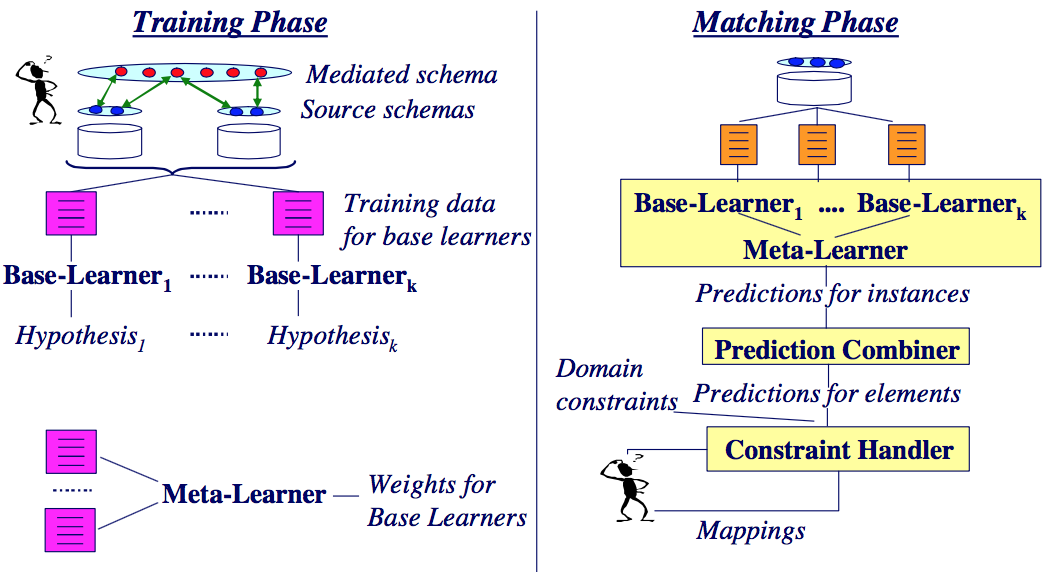 Training Phase
Mediated schema
Source schemas
Training data
for base learners
Base-Learner1 ....... Base-Learnerk
Hypothesis1 ....... Hypothesisk
Meta-Learner
Weights for
Base Learners
Matching Phase
Base-Learner1 .... Base-Learnerk
Meta-Learner
Predictions for instances
Prediction Combiner
Domain
constraints
Predictions for elements
Constraint Handler
?
Mappings